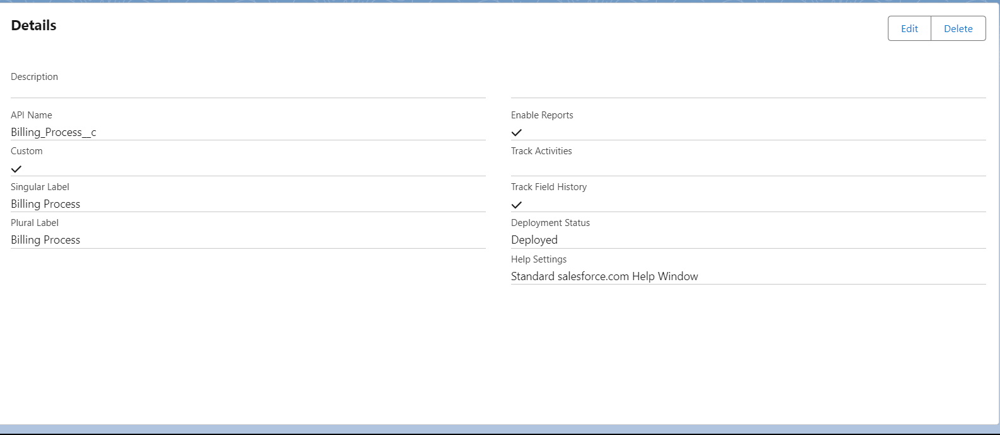 Details
Edit
Delete
Description
API Name
Billing_Process__c
Custom
Singular Label
Billing Process
Plural Label
Billing Process
Enable Reports
Track Activities
Track Field History
Deployment Status
Deployed
Help Settings
Standard salesforce.com Help Window